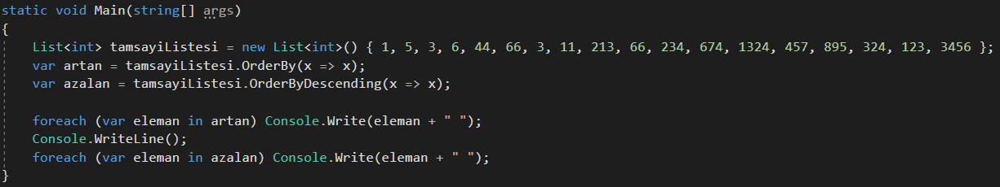 static void Main(string[] args)
{
List<int> tamsayiListesi = new List<int>() { 1, 5, 3, 6, 44, 66, 3, 11, 213, 66, 234, 674, 1324, 457, 895, 324, 123, 3456 };
var artan = tamsayiListesi.OrderBy(x => x);
var azalan = tamsayiListesi.OrderByDescending(x => x);
foreach (var eleman in artan) Console.Write(eleman + " ");
Console.WriteLine();
foreach (var eleman in azalan) Console.Write(eleman + " ");
}